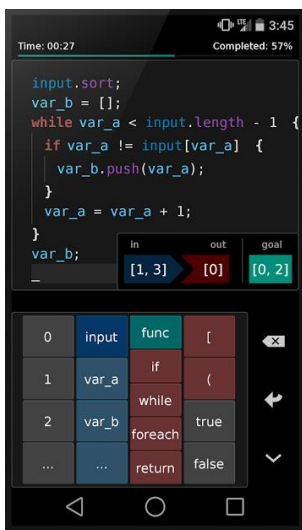 LTE 3:45
Time: 00:27 Completed: 57%
input.sort;
var_b = [];
while var_a < input.length - 1 {
if var_a != input[var_a] {
var_b.push(var_a);
}
var_a = var_a + 1;
}
var_b;
_
in out goal
[1, 3] [0] [0, 2]
0 input func [
1 var_a if (
2 var_b while true
foreach
... ... return false